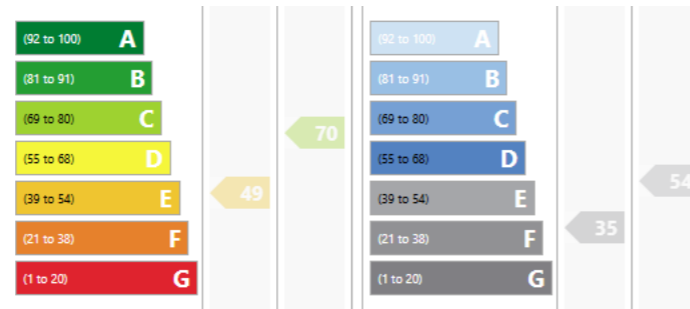 (92 to 100) A
(81 to 91) B
(69 to 80) C
(55 to 68) D
(39 to 54) E
(21 to 38) F
(1 to 20) G
49
70
(92 to 100) A
(81 to 91) B
(69 to 80) C
(55 to 68) D
(39 to 54) E
(21 to 38) F
(1 to 20) G
35
54